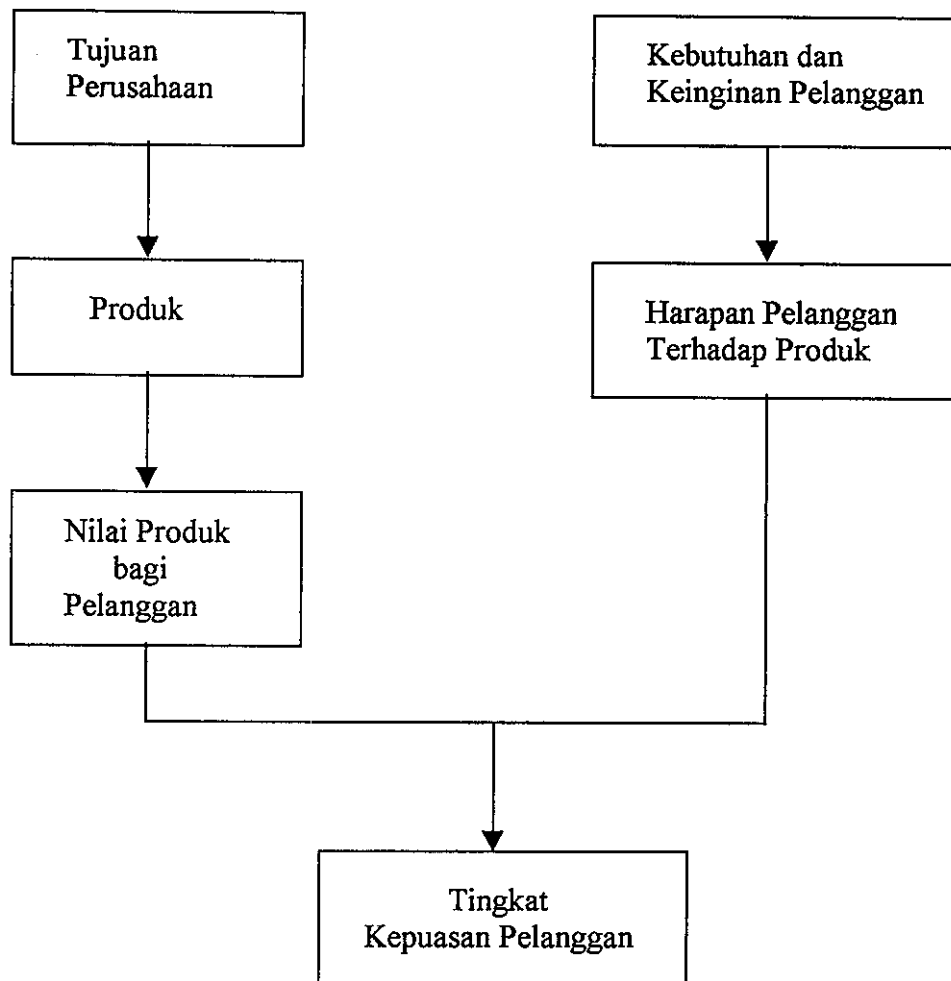 Tujuan
Perusahaan
Kebutuhan dan
Keinginan Pelanggan
Produk
Harapan Pelanggan
Terhadap Produk
Nilai Produk
bagi
Pelanggan
Tingkat
Kepuasan Pelanggan